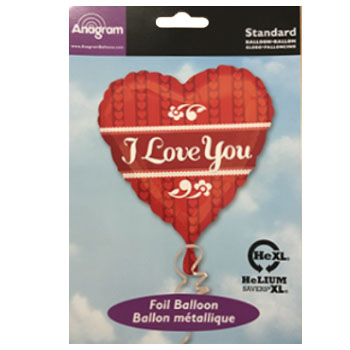 Anagram
www.AnagramBalloons.com
Standard
BALLOON-BALLON
GLOBO-PALLONCINO
I Love You
HeXL
HeLIUM
SAVER XL
Foil Balloon
Ballon métallique